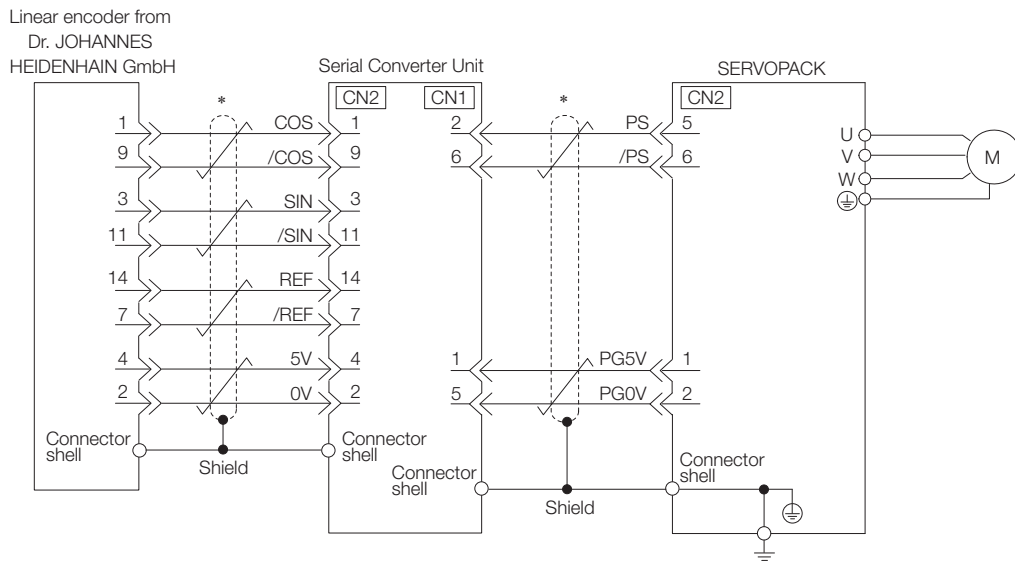 Linear encoder from
Dr. JOHANNES
HEIDENHAIN GmbH
Serial Converter Unit
SERVOPACK
*
CN2
CN1
*
CN2
1 COS 1
2 PS 5
9 /COS 9
6 /PS 6
U
V
W
M
3 SIN 3
11 /SIN 11
14 REF 14
7 /REF 7
4 5V 4
1 PG5V 1
2 0V 2
5 PG0V 2
Connector
shell
Shield
Connector
shell
Connector
shell
Shield
Connector
shell